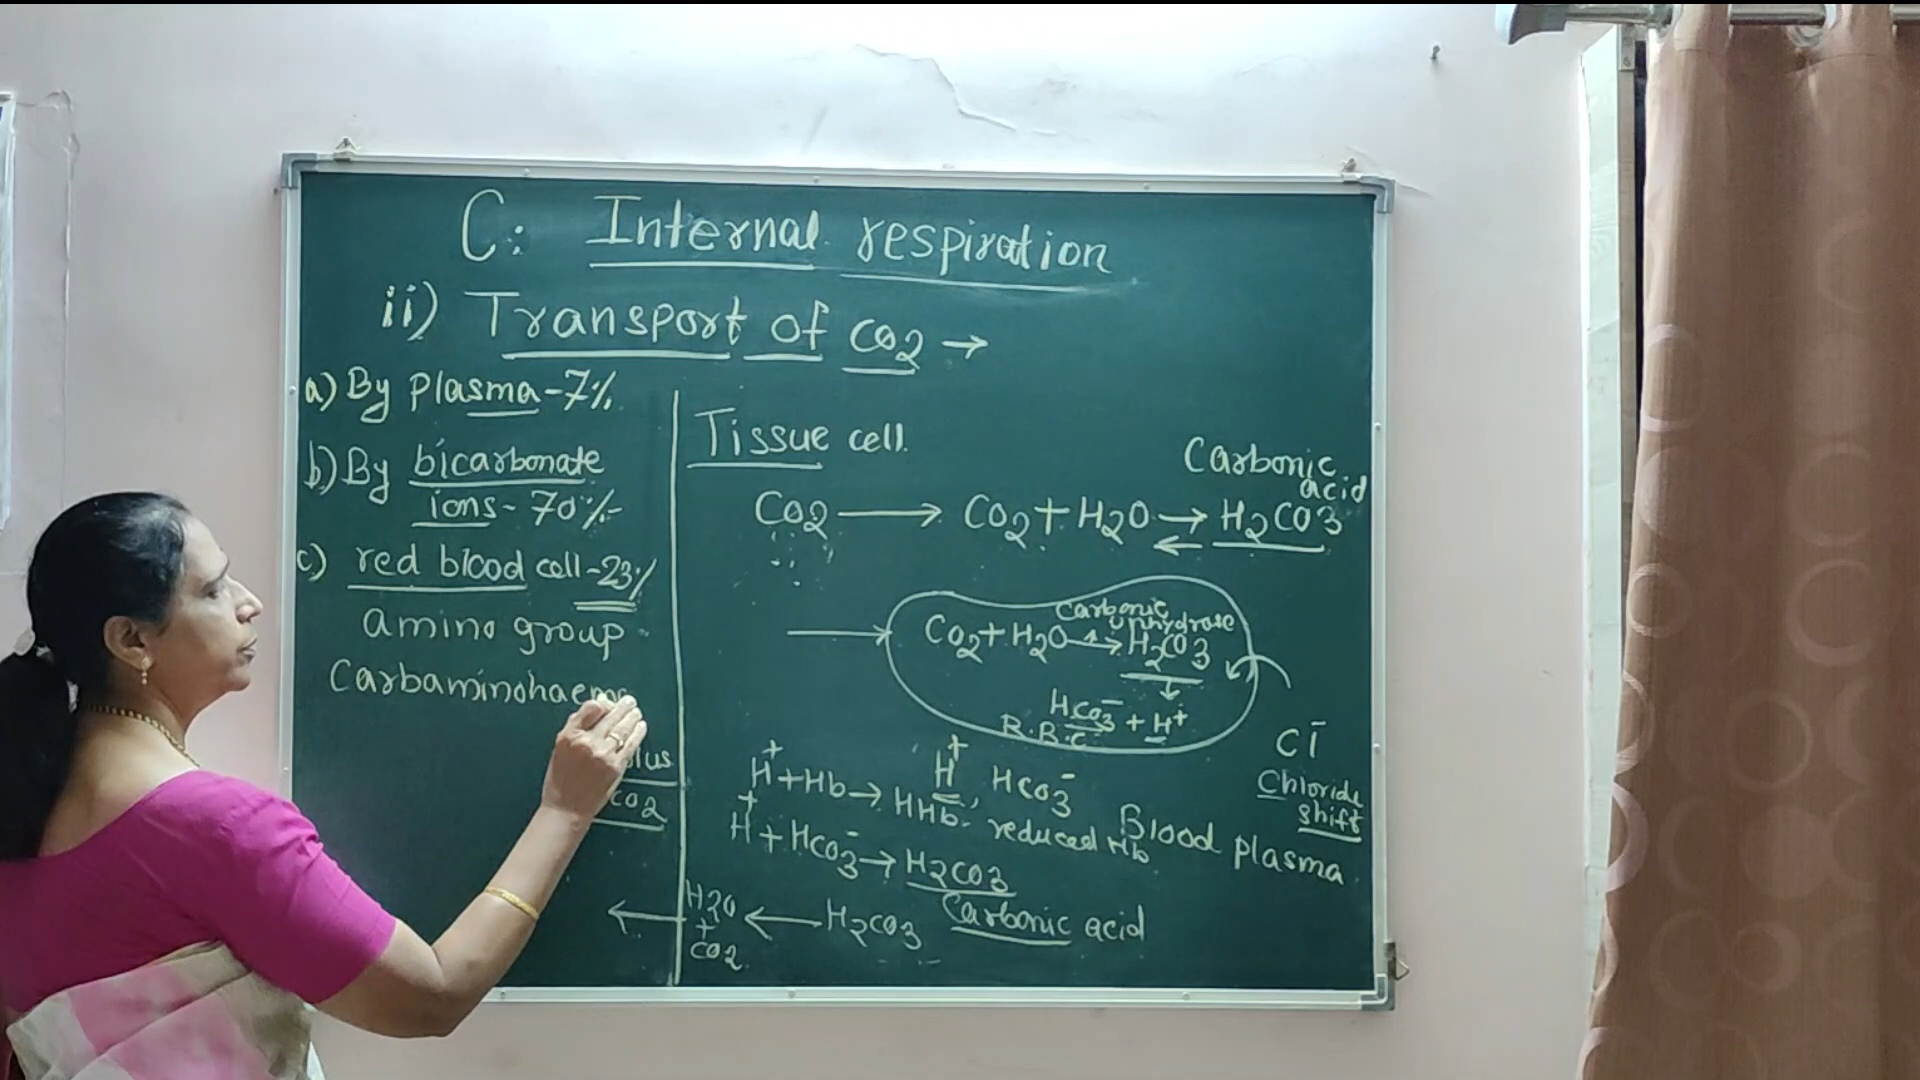 C: Internal respiration
ii) Transport of CO2 →
a) By plasma - 7%
b) By bicarbonate
ions - 70%
c) red blood cell - 23%
amino group
Carbaminohaem
CO2
Tissue cell.
Carbonic
acid
CO2 → CO2 + H2O ⇌ H2CO3
Carbonic
anhydrase
CO2 + H2O → H2CO3
↓
HCO3⁻ + H⁺
R.B.C
Cl⁻
Chloride
shift
H⁺ + Hb → HHb. reduced Hb
H⁺, HCO3⁻
Blood plasma
H⁺ + HCO3⁻ → H2CO3
Carbonic acid
← H2O + CO2 ← H2CO3